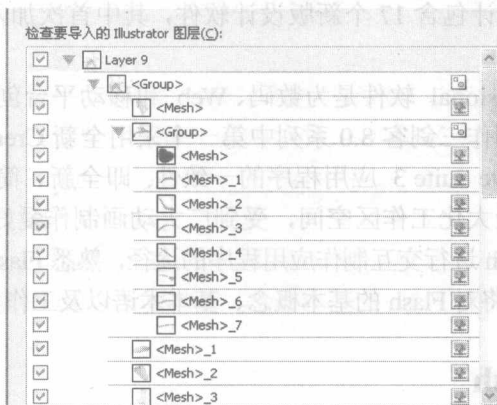 检查要导入的 Illustrator 图层(C):
Layer 9
<Group>
<Mesh>
<Group>
<Mesh>
<Mesh>_1
<Mesh>_2
<Mesh>_3
<Mesh>_4
<Mesh>_5
<Mesh>_6
<Mesh>_7
<Mesh>_1
<Mesh>_2
<Mesh>_3